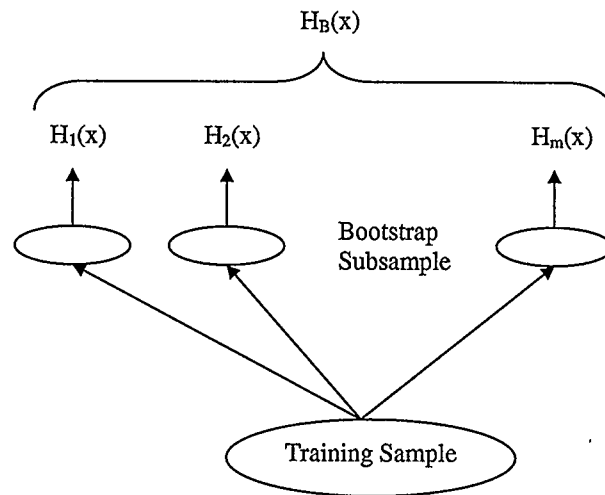 H_B(x)
H_1(x) H_2(x) H_m(x)
Bootstrap
Subsample
Training Sample